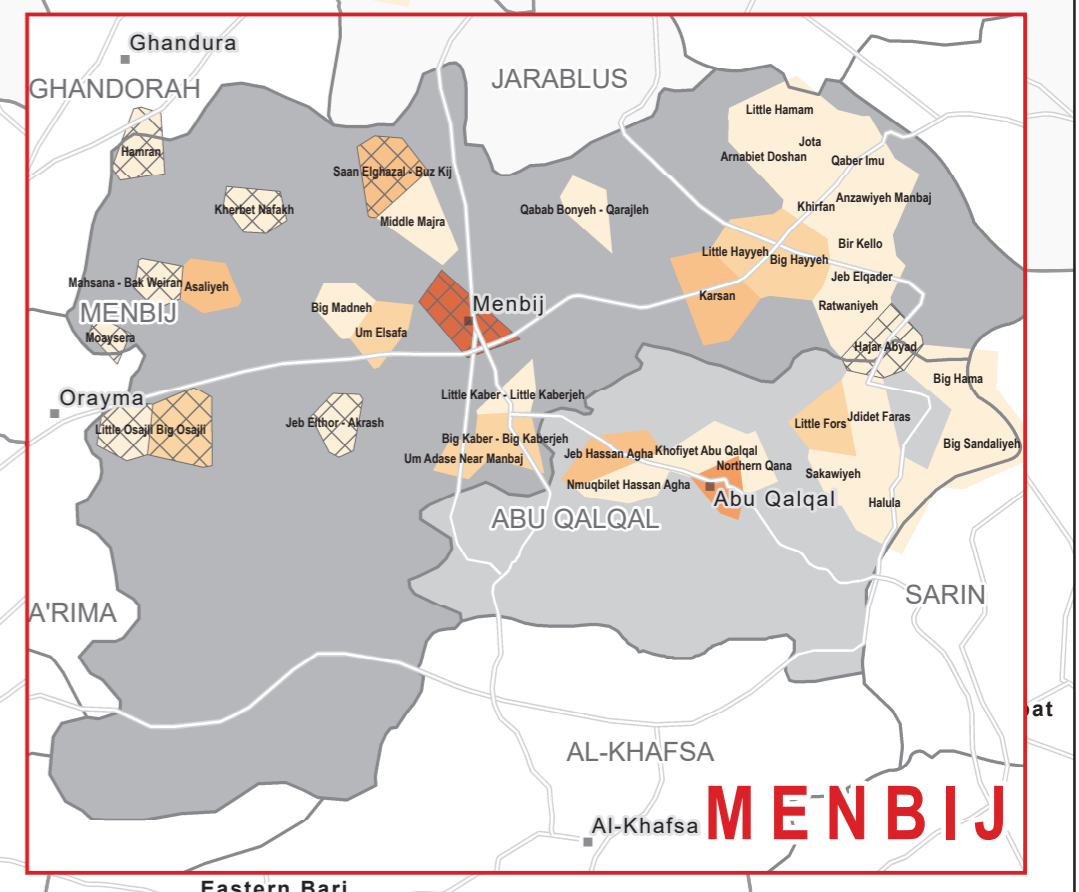 Ghandura
GHANDORAH
JARABLUS
Little Hamam
Jota
Arnabiet Doshan
Qaber Imu
Hamran
Saan Elghazal - Buz Kij
Anzawiyeh Manbaj
Khirfan
Kherbet Nafakh
Middle Majra
Qabab Bonyeh - Qarajleh
Bir Kello
Little Hayyeh
Big Hayyeh
Jeb Elqader
Mahsana - Bak Weiran
Asaliyeh
Karsan
Ratwaniyeh
MENBIJ
Big Madneh
Menbij
Um Elsafa
Moaysera
Hajar Abyad
Big Hama
Orayma
Little Kaber - Little Kaberjeh
Little Osajli
Big Osajli
Jeb Elthor - Akrash
Little Fors
Jdidet Faras
Big Kaber - Big Kaberjeh
Big Sandaliyeh
Um Adase Near Manbaj
Jeb Hassan Agha
Khofiyet Abu Qalqal
Northern Qana
Sakawiyeh
Nmuqbilet Hassan Agha
Abu Qalqal
Halula
ABU QALQAL
A'RIMA
SARIN
AL-KHAFSA
Al-Khafsa
MENBIJ
Eastern Bari